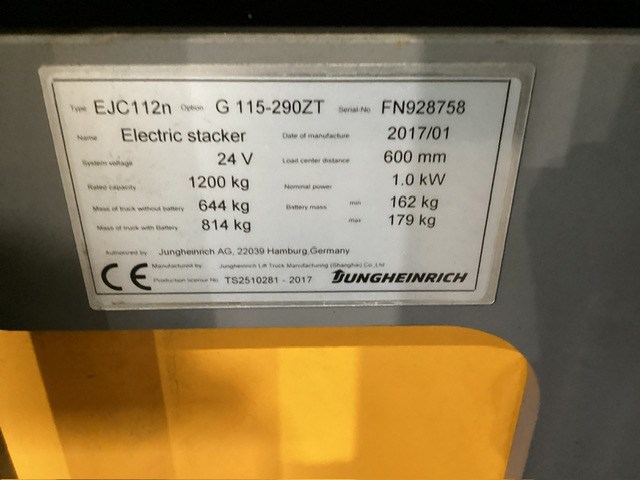 Type EJC112n Option G 115-290ZT Serial-No FN928758
Name Electric stacker Date of manufacture 2017/01
System voltage 24 V Load center distance 600 mm
Rated capacity 1200 kg Nominal power 1.0 kW
Mass of truck without battery 644 kg Battery mass min 162 kg
Mass of truck with Battery 814 kg max 179 kg
Authorized by Jungheinrich AG, 22039 Hamburg,Germany
CE Manufactured by Jungheinrich Lift Truck Manufacturing (Shanghai) Co. Ltd
Production license No TS2510281 - 2017 JUNGHEINRICH